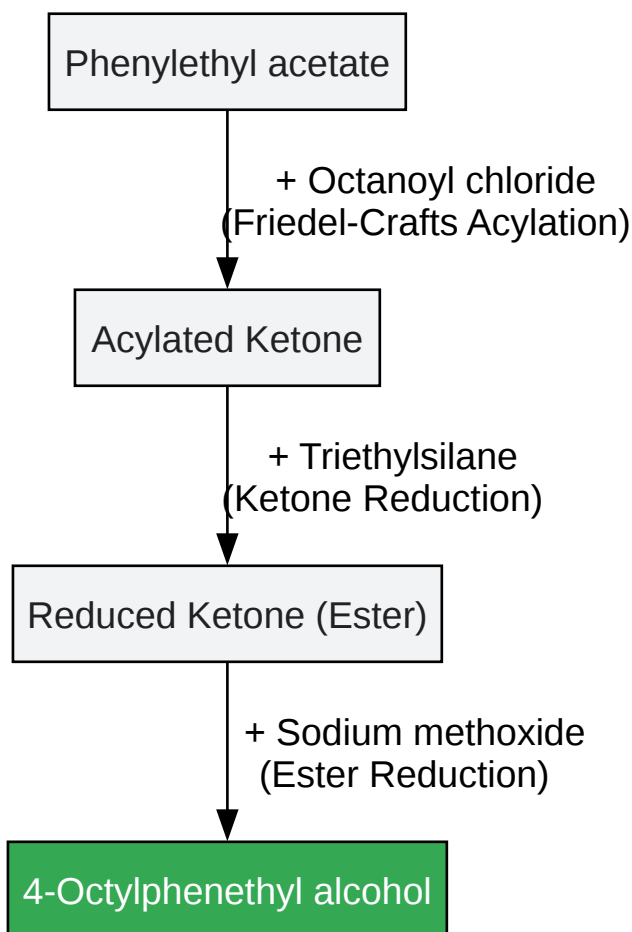 Phenylethyl acetate
+ Octanoyl chloride
(Friedel-Crafts Acylation)
Acylated Ketone
+ Triethylsilane
(Ketone Reduction)
Reduced Ketone (Ester)
+ Sodium methoxide
(Ester Reduction)
4-Octylphenethyl alcohol